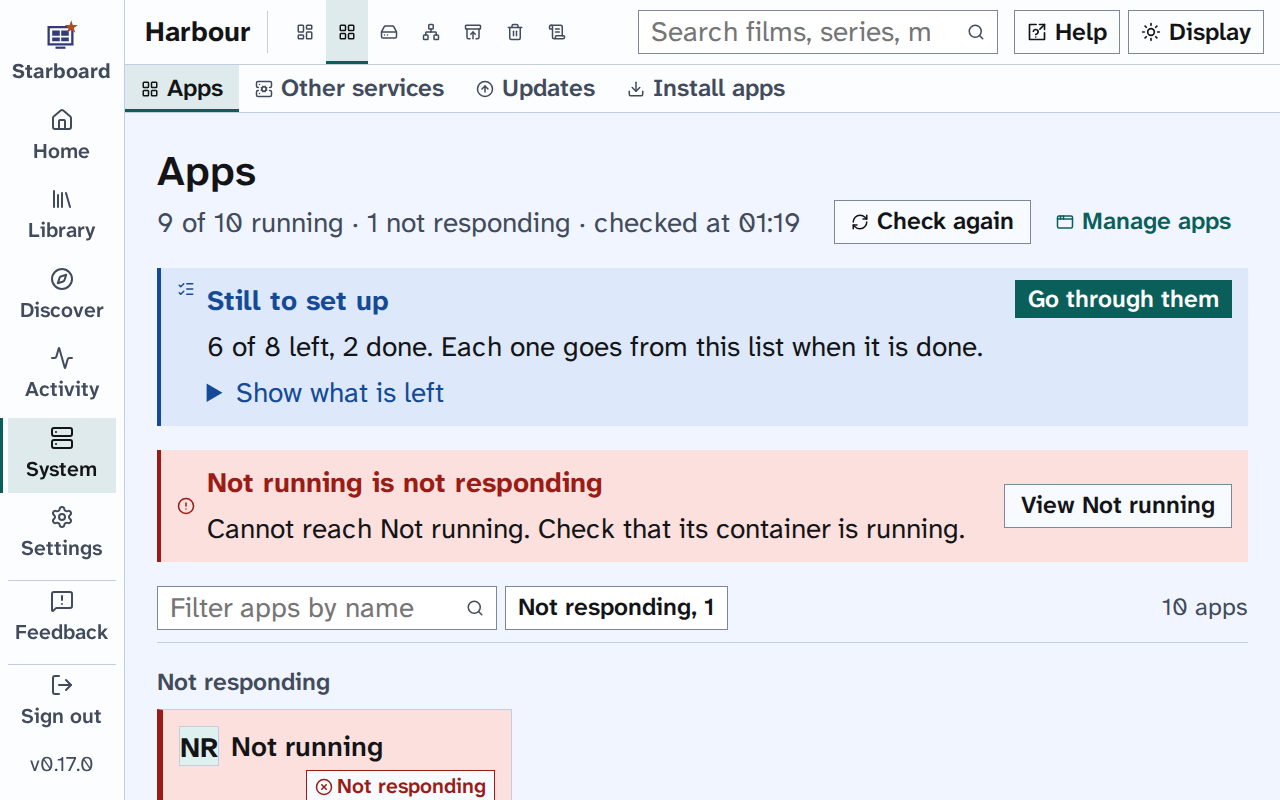 Starboard
Home
Library
Discover
Activity
System
Settings
Feedback
Sign out
v0.17.0
Harbour
Search films, series, m
Help
Display
Apps
Other services
Updates
Install apps
Apps
9 of 10 running · 1 not responding · checked at 01:19
Check again
Manage apps
Still to set up
Go through them
6 of 8 left, 2 done. Each one goes from this list when it is done.
Show what is left
Not running is not responding
Cannot reach Not running. Check that its container is running.
View Not running
Filter apps by name
Not responding, 1
10 apps
Not responding
NR
Not running
Not responding